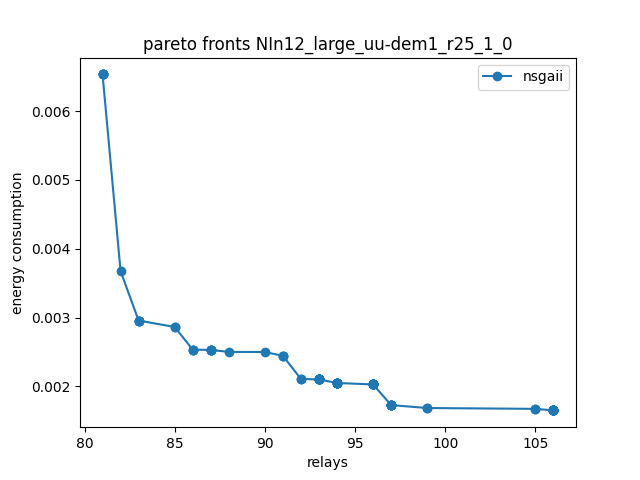 pareto fronts NIn12_large_uu-dem1_r25_1_0
nsgaii
energy consumption
0.006
0.005
0.004
0.003
0.002
80 85 90 95 100 105
relays